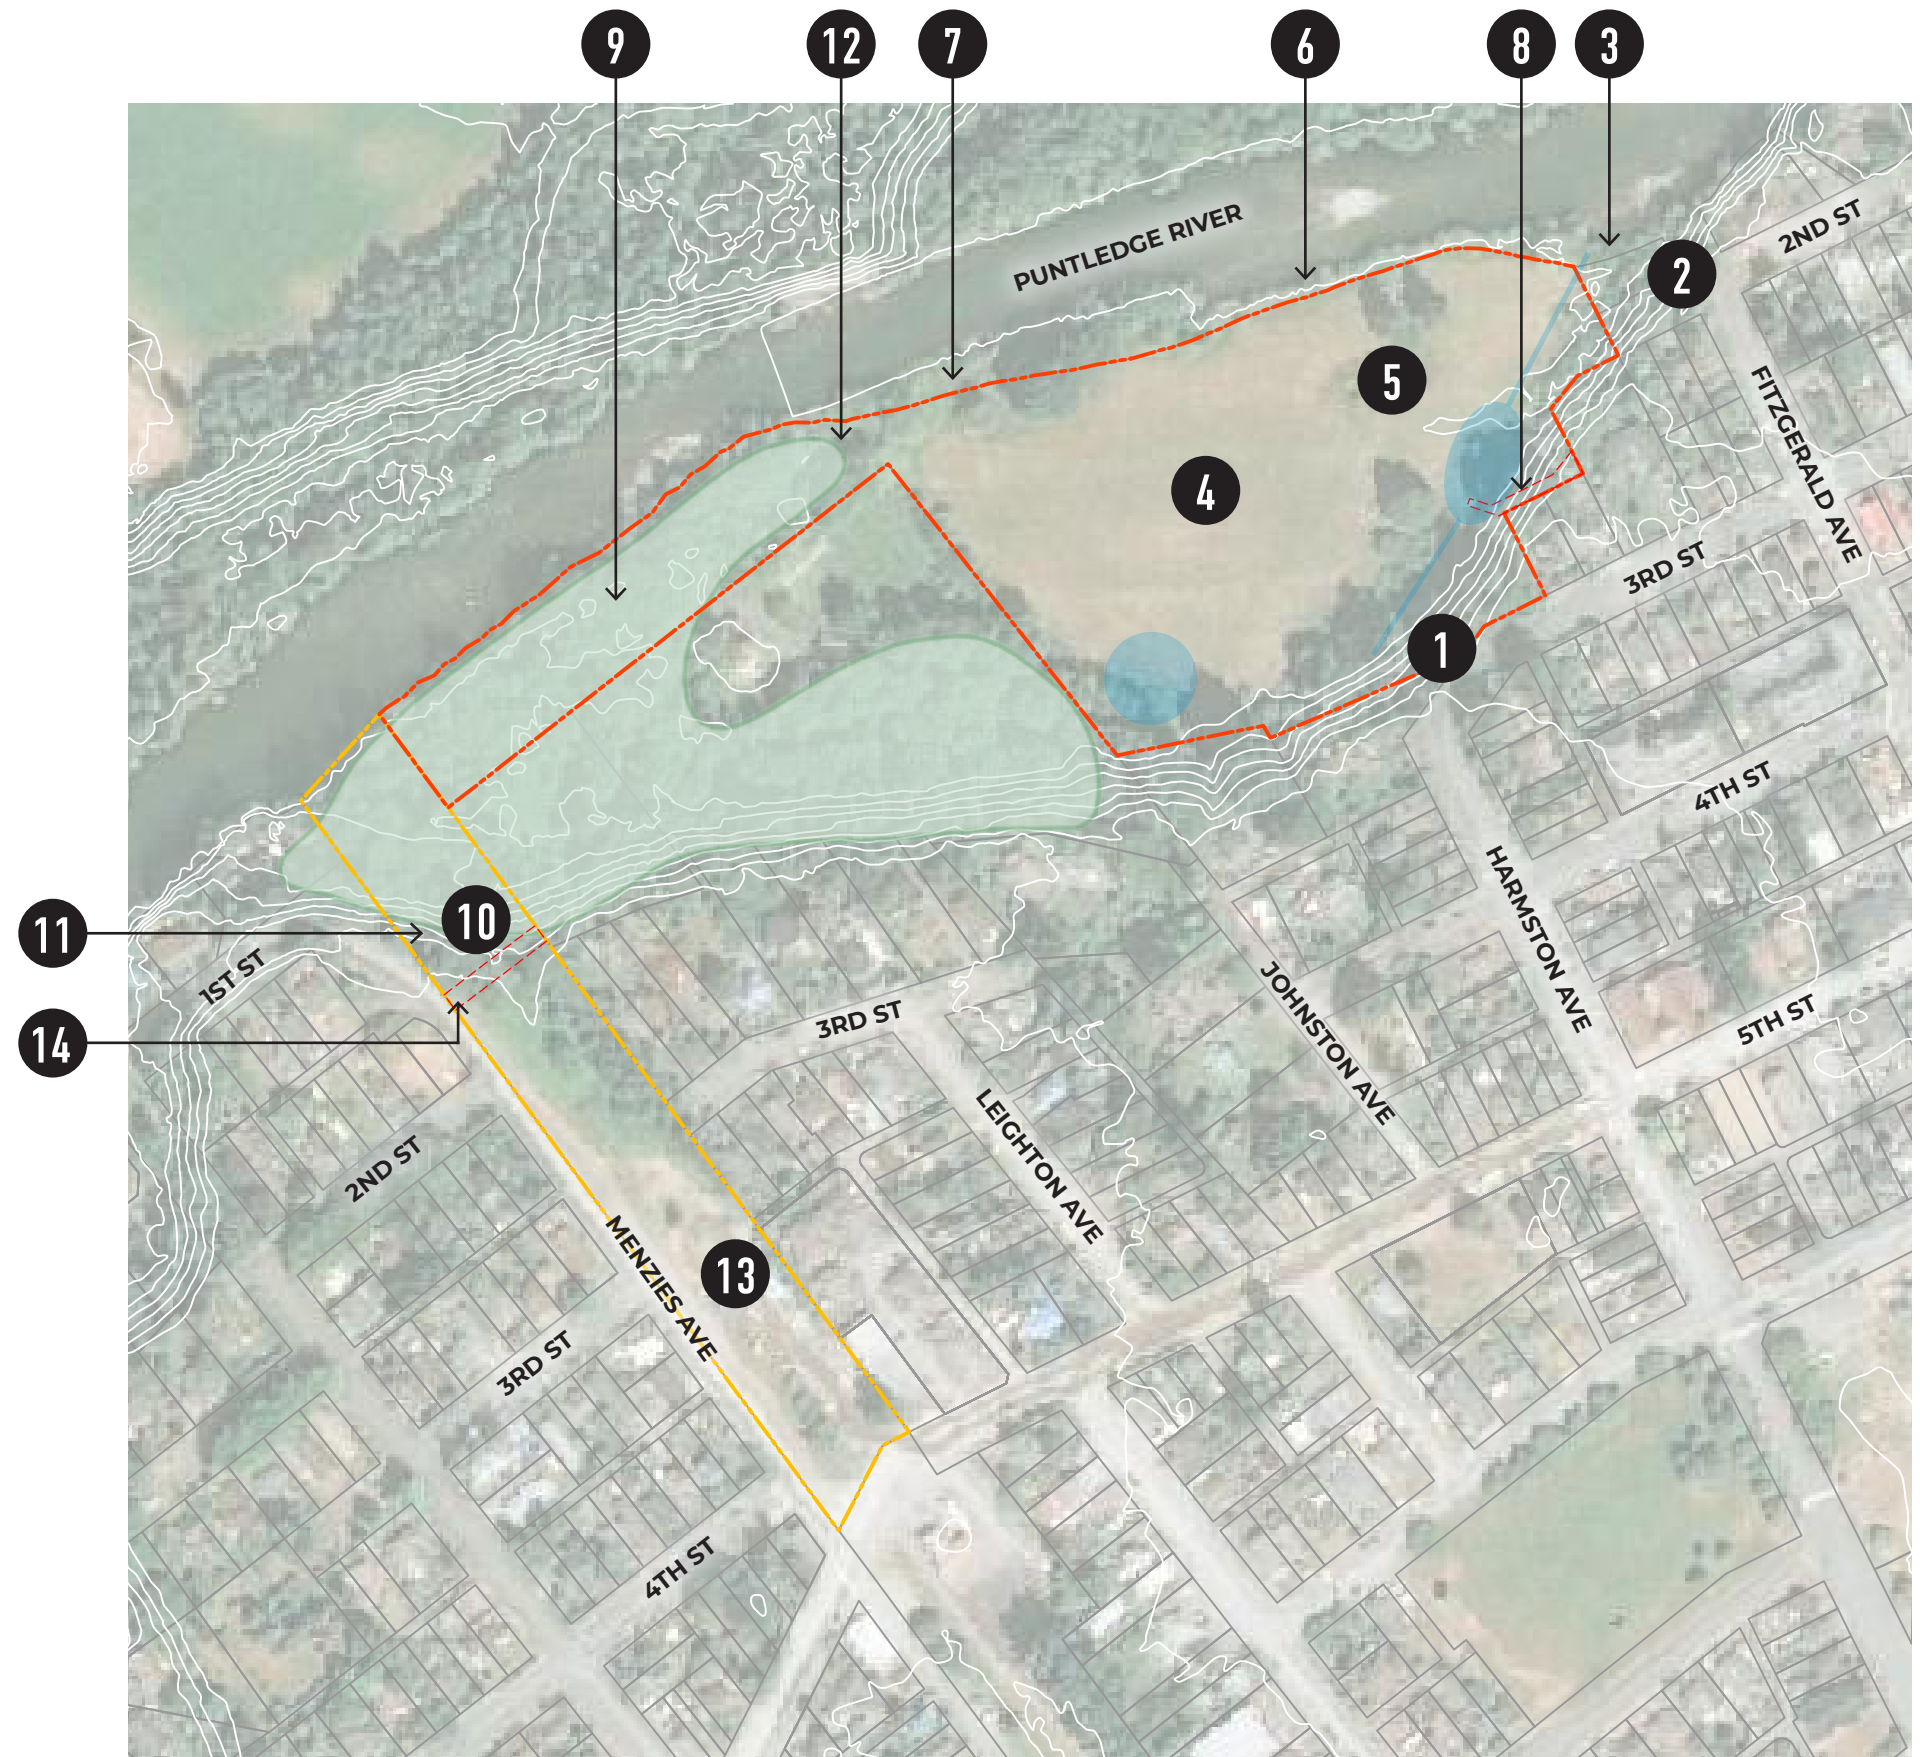 9
12
7
6
8
3
PUNTLEDGE RIVER
2ND ST
2
5
FITZGERALD AVE
4
3RD ST
1
4TH ST
10
11
HARMSTON AVE
1ST ST
JOHNSTON AVE
3RD ST
5TH ST
14
LEIGHTON AVE
2ND ST
MENZIES AVE
13
3RD ST
4TH ST